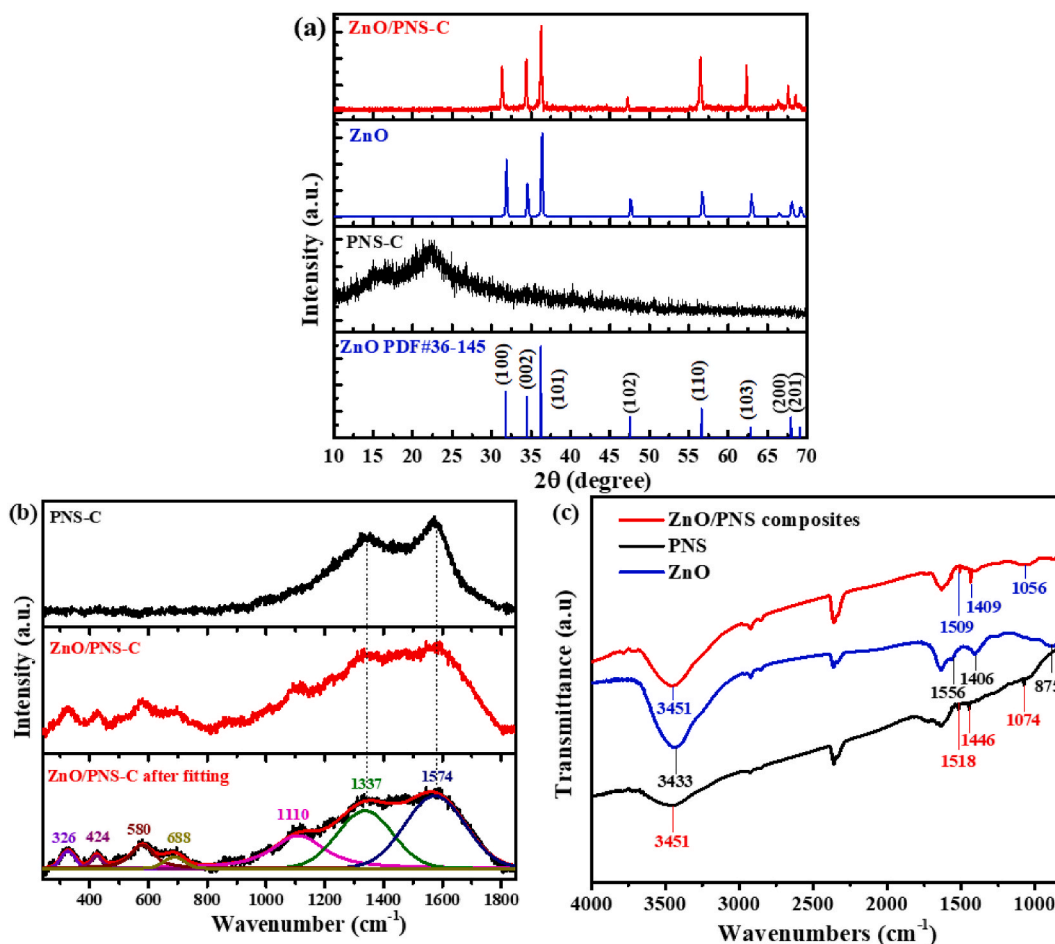 (a)
ZnO/PNS-C
ZnO
PNS-C
ZnO PDF#36-145
(100)
(002)
(101)
(102)
(110)
(103)
(200)
(201)
Intensity (a.u.)
10 15 20 25 30 35 40 45 50 55 60 65 70
2θ (degree)
(b)
PNS-C
ZnO/PNS-C
ZnO/PNS-C after fitting
326
424
580
688
1110
1337
1574
Intensity (a.u.)
400 600 800 1000 1200 1400 1600 1800
Wavenumber (cm-1)
(c)
ZnO/PNS composites
PNS
ZnO
1056
1409
1509
3451
1556
1406
875
3433
1074
1446
1518
3451
Transmittance (a.u)
4000 3500 3000 2500 2000 1500 1000
Wavenumbers (cm-1)